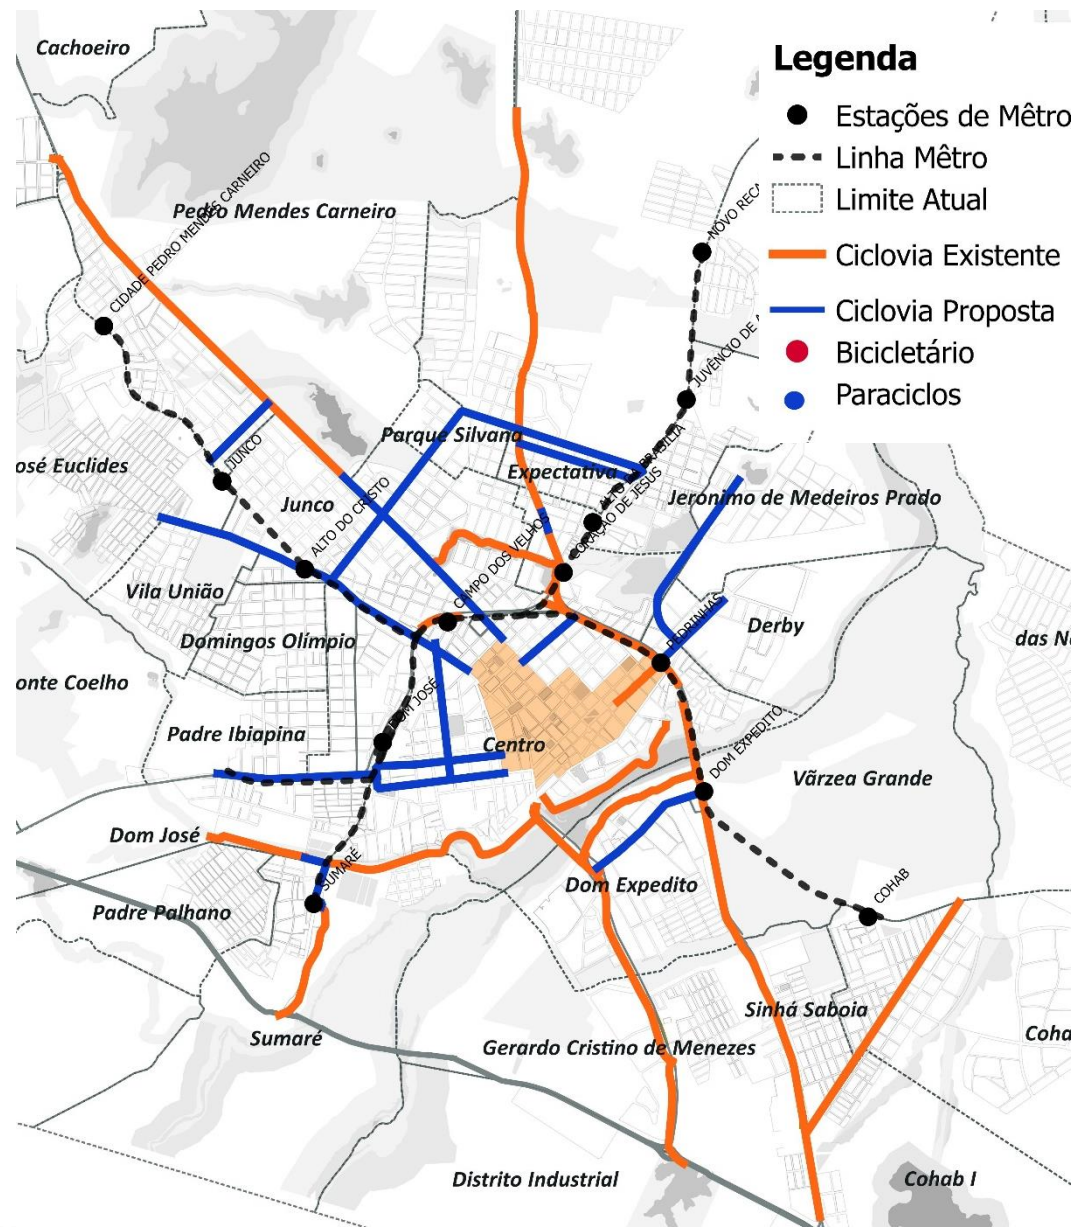 Cachoeiro
Legenda
Estações de Mêtro
Linha Mêtro
Limite Atual
Ciclovia Existente
Ciclovia Proposta
Bicicletário
Paraciclos
CIDADE PEDRO MENDES CARNEIRO
Pedro Mendes Carneiro
NOVO RECA
JUVÊNCIO DE A
Parque Silvana
ALTO DA BRASÍLIA
Expectativa
CORAÇÃO DE JESUS
osé Euclides
JUNCO
Junco
ALTO DO CRISTO
Jerônimo de Medeiros Prado
CAMPO DOS VELHOS
Vila União
Domingos Olímpio
PEDRINHAS
Derby
das N
onte Coelho
DOM JOSÉ
Padre Ibiapina
Centro
DOM EXPEDITO
Vãrzea Grande
Dom José
SUMARÉ
Dom Expedito
Padre Palhano
COHAB
Sinhá Saboia
Sumaré
Gerardo Cristino de Menezes
Coha
Distrito Industrial
Cohab I